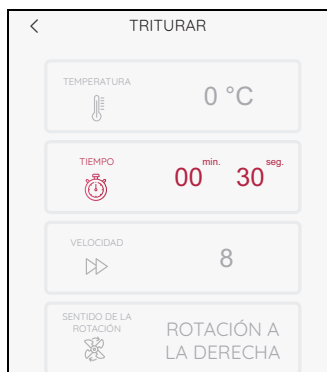 TRITURAR
TEMPERATURA
0 °C
TIEMPO
00 min. 30 seg.
VELOCIDAD
8
SENTIDO DE LA
ROTACIÓN
ROTACIÓN A
LA DERECHA